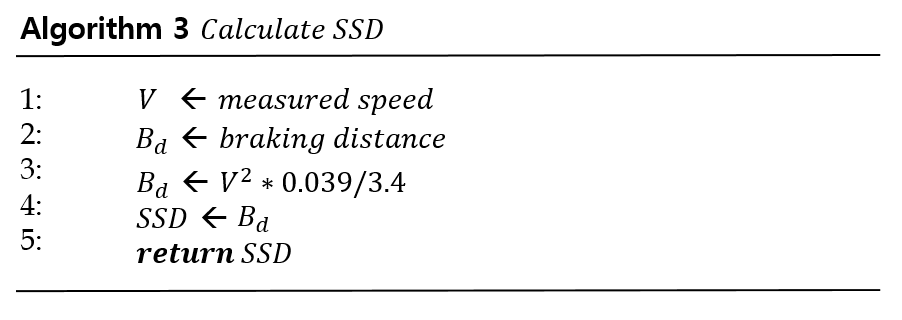 Algorithm 3 Calculate SSD
1: V ← measured speed
2: B_d ← braking distance
3: B_d ← V² * 0.039/3.4
4: SSD ← B_d
5: return SSD